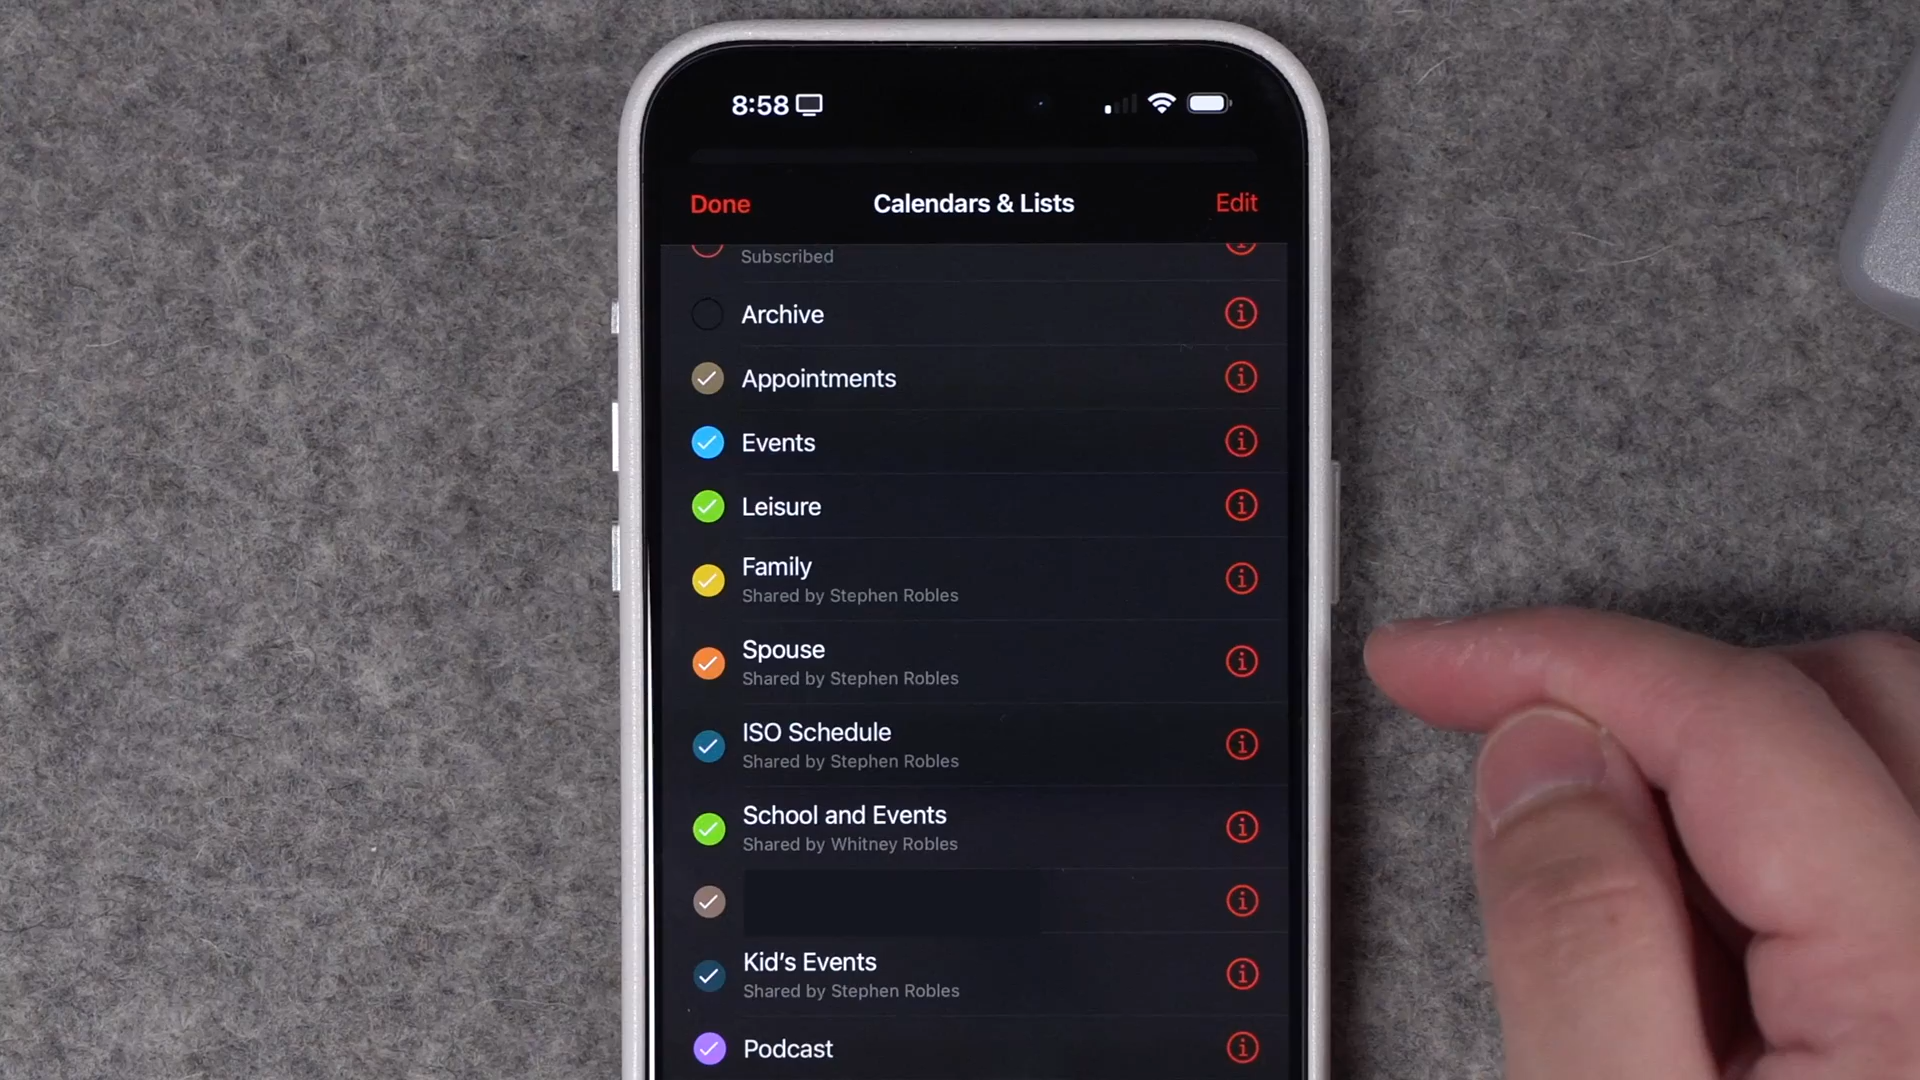 8:58
Done Calendars & Lists Edit
Subscribed
Archive
Appointments
Events
Leisure
Family
Shared by Stephen Robles
Spouse
Shared by Stephen Robles
ISO Schedule
Shared by Stephen Robles
School and Events
Shared by Whitney Robles
Kid's Events
Shared by Stephen Robles
Podcast